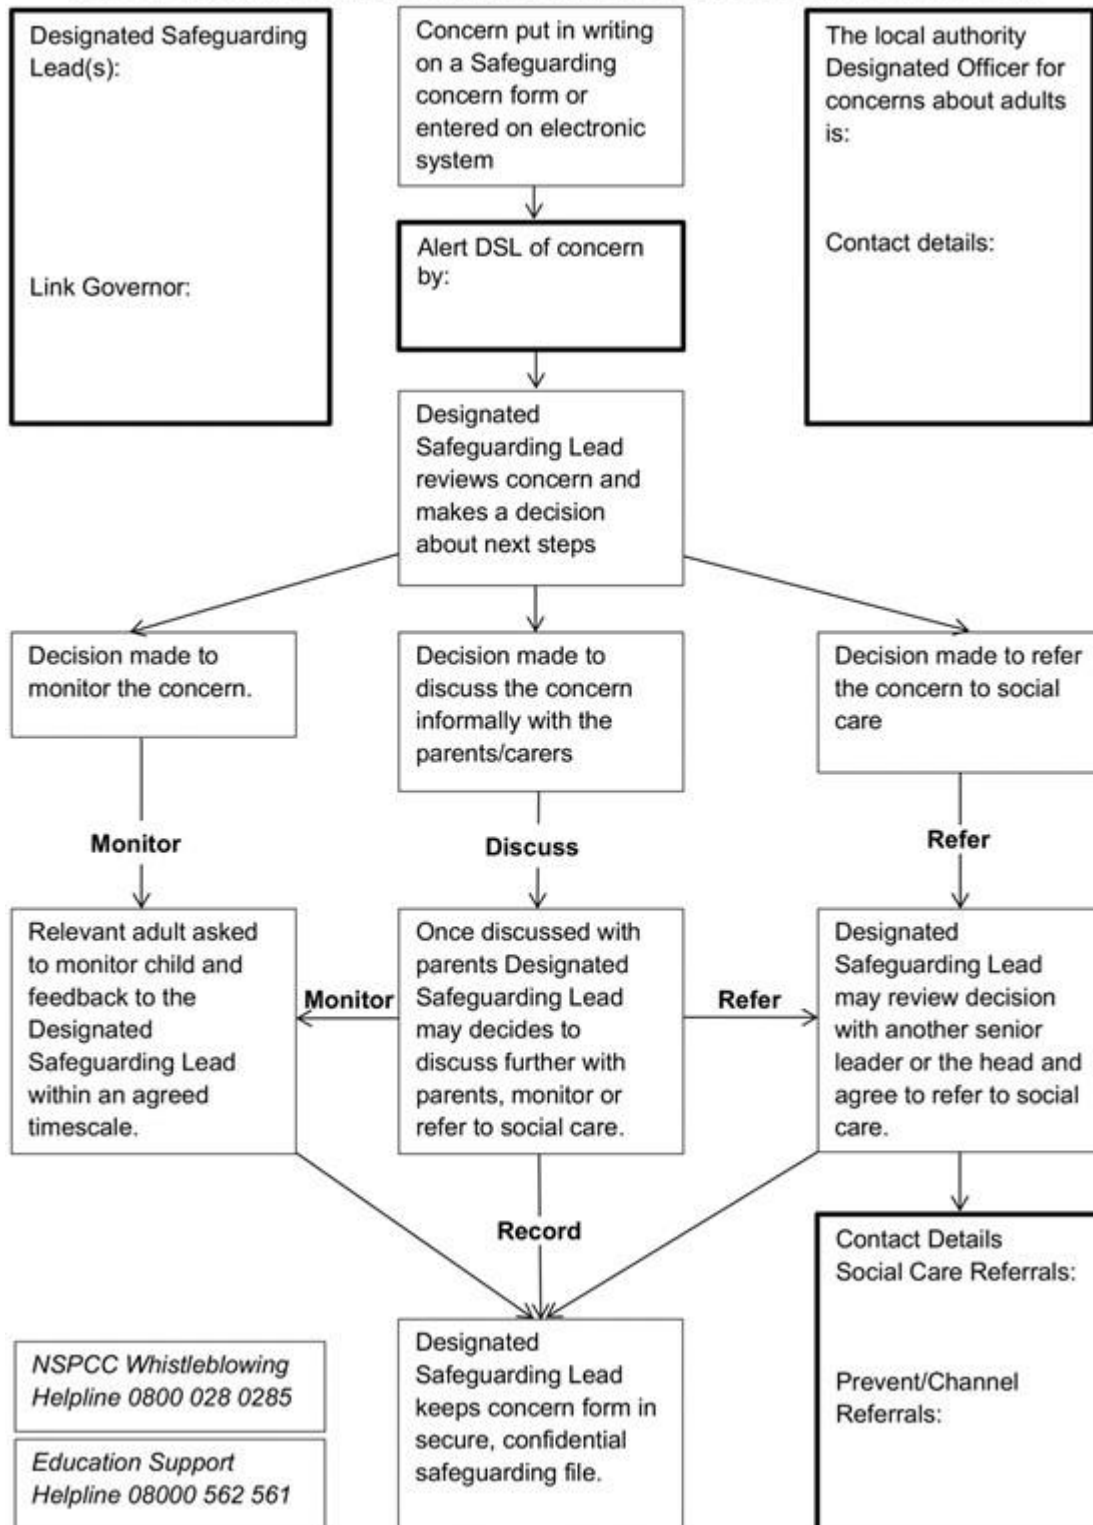 Designated Safeguarding
Lead(s):
Link Governor:
Concern put in writing
on a Safeguarding
concern form or
entered on electronic
system
The local authority
Designated Officer for
concerns about adults
is:
Contact details:
Alert DSL of concern
by:
Designated
Safeguarding Lead
reviews concern and
makes a decision
about next steps
Decision made to
monitor the concern.
Decision made to
discuss the concern
informally with the
parents/carers
Decision made to refer
the concern to social
care
Monitor
Discuss
Refer
Relevant adult asked
to monitor child and
feedback to the
Designated
Safeguarding Lead
within an agreed
timescale.
Monitor
Once discussed with
parents Designated
Safeguarding Lead
may decides to
discuss further with
parents, monitor or
refer to social care.
Refer
Designated
Safeguarding Lead
may review decision
with another senior
leader or the head and
agree to refer to social
care.
Record
Contact Details
Social Care Referrals:
Prevent/Channel
Referrals:
Designated
Safeguarding Lead
keeps concern form in
secure, confidential
safeguarding file.
NSPCC Whistleblowing
Helpline 0800 028 0285
Education Support
Helpline 08000 562 561